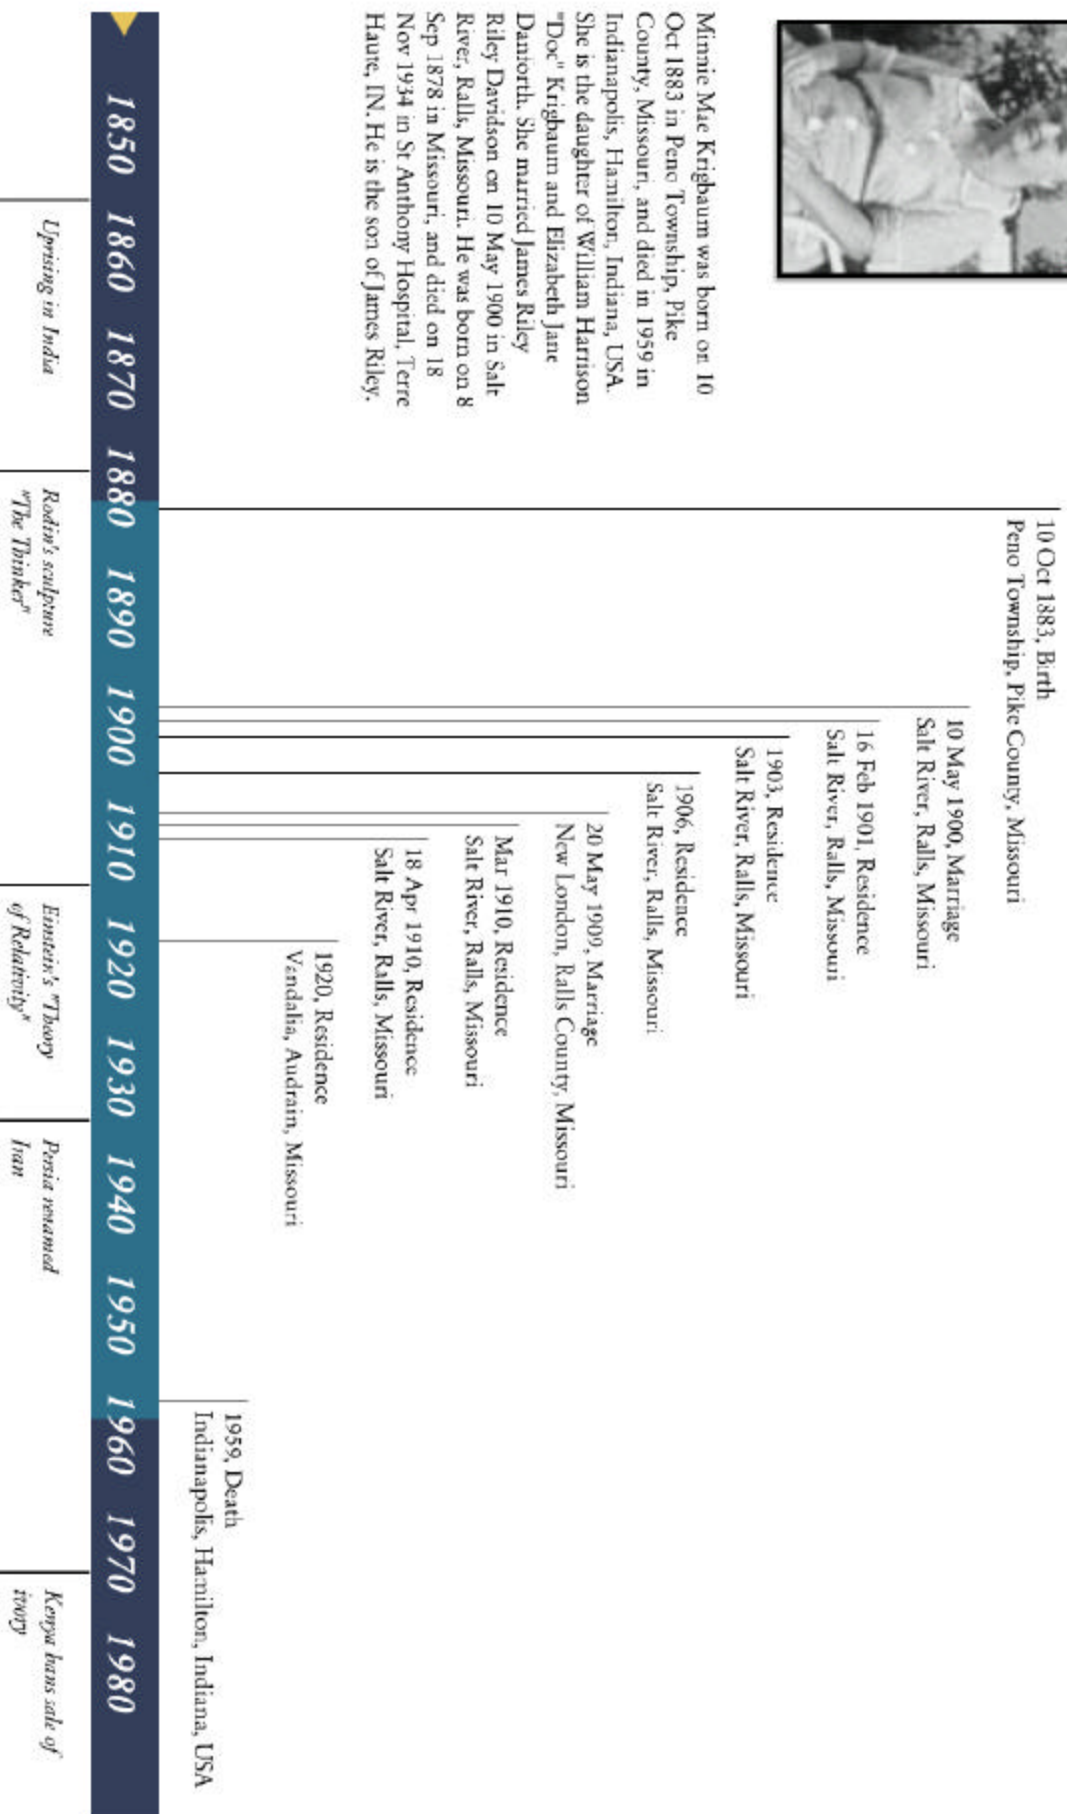 Minnie Mae Krigbaum was born on 10
Oct 1883 in Peno Township, Pike
County, Missouri, and died in 1959 in
Indianapolis, Hamilton, Indiana, USA.
She is the daughter of William Harrison
"Doc" Krigbaum and Elizabeth Jane
Danforth. She married James Riley
Riley Davidson on 10 May 1900 in Salt
River, Ralls, Missouri. He was born on 8
Sep 1878 in Missouri, and died on 18
Nov 1934 in St Anthony Hospital, Terre
Haute, IN. He is the son of James Riley.
10 Oct 1883, Birth
Peno Township, Pike County, Missouri
10 May 1900, Marriage
Salt River, Ralls, Missouri
16 Feb 1901, Residence
Salt River, Ralls, Missouri
1903, Residence
Salt River, Ralls, Missouri
1906, Residence
Salt River, Ralls, Missouri
20 May 1909, Marriage
New London, Ralls County, Missouri
Mar 1910, Residence
Salt River, Ralls, Missouri
18 Apr 1910, Residence
Salt River, Ralls, Missouri
1920, Residence
Vandalia, Audrain, Missouri
1959, Death
Indianapolis, Hamilton, Indiana, USA
1850 1860 1870 1880 1890 1900 1910 1920 1930 1940 1950 1960 1970 1980
Uprising in India
Rodin's sculpture
"The Thinker"
Einstein's "Theory
of Relativity"
Persia renamed
Iran
Kenya bans sale of
ivory